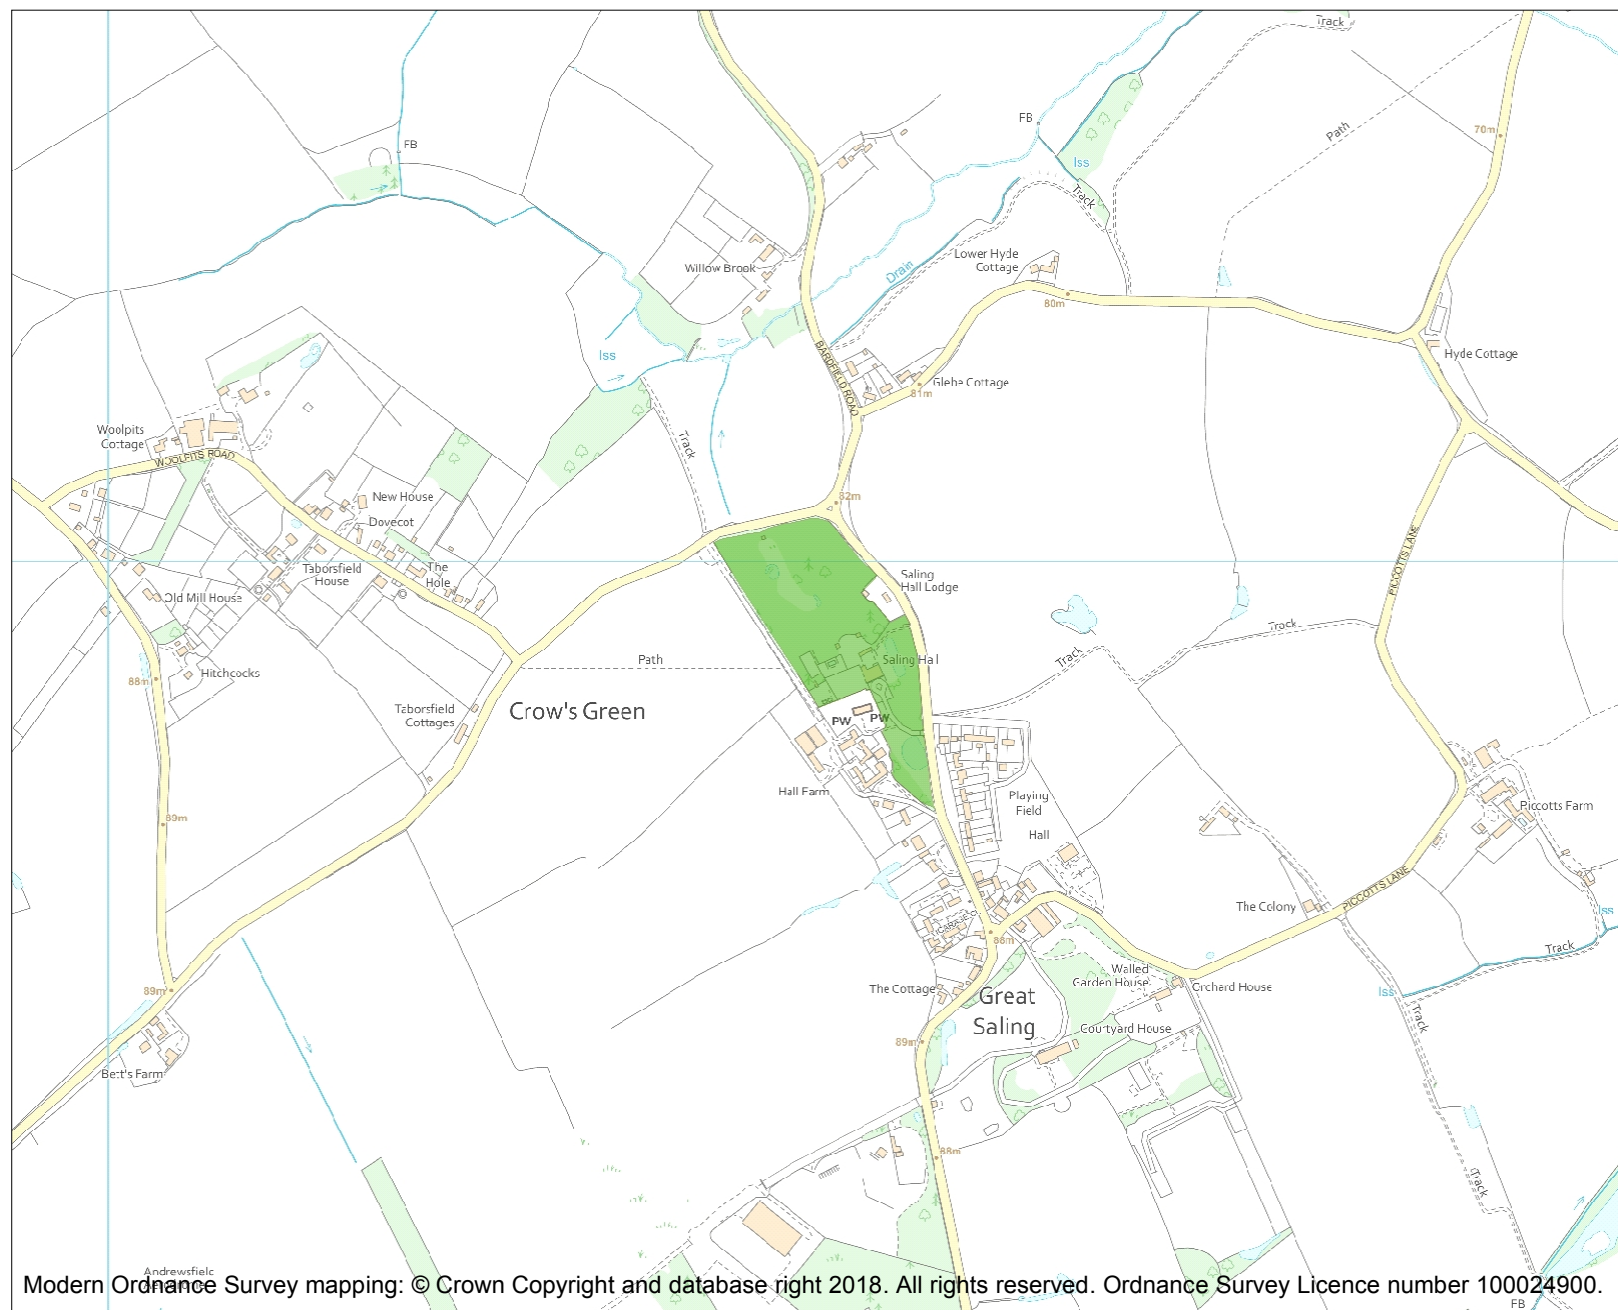 Track
FB
70m
Path
FB
Iss
Track
Lower Hyde
Cottage
Willow Brook
Drain
80m
BARDFIELD ROAD
Iss
Hyde Cottage
Glebe Cottage
81m
Woolpits
Cottage
WOOLPITS ROAD
Track
New House
82m
Dovecot
PICCOTTS LANE
The
Hole
Taborsfield
House
Saling
Hall Lodge
Old Mill House
Track
Path
Saling Hall
Track
Hitchcocks
88m
Taborsfield
Cottages
Crow's Green
PW
PW
Hall Farm
Playing
Field
Piccotts Farm
89m
Hall
PICCOTTS LANE
The Colony
Iss
88m
Track
Walled
Garden House
Orchard House
The Cottage
89m
Great
Saling
Iss
Track
Courtyard House
89m
Bett's Farm
88m
Track
Andrewsfield
Modern Ordnance Survey mapping: © Crown Copyright and database right 2018. All rights reserved. Ordnance Survey Licence number 100024900.
FB